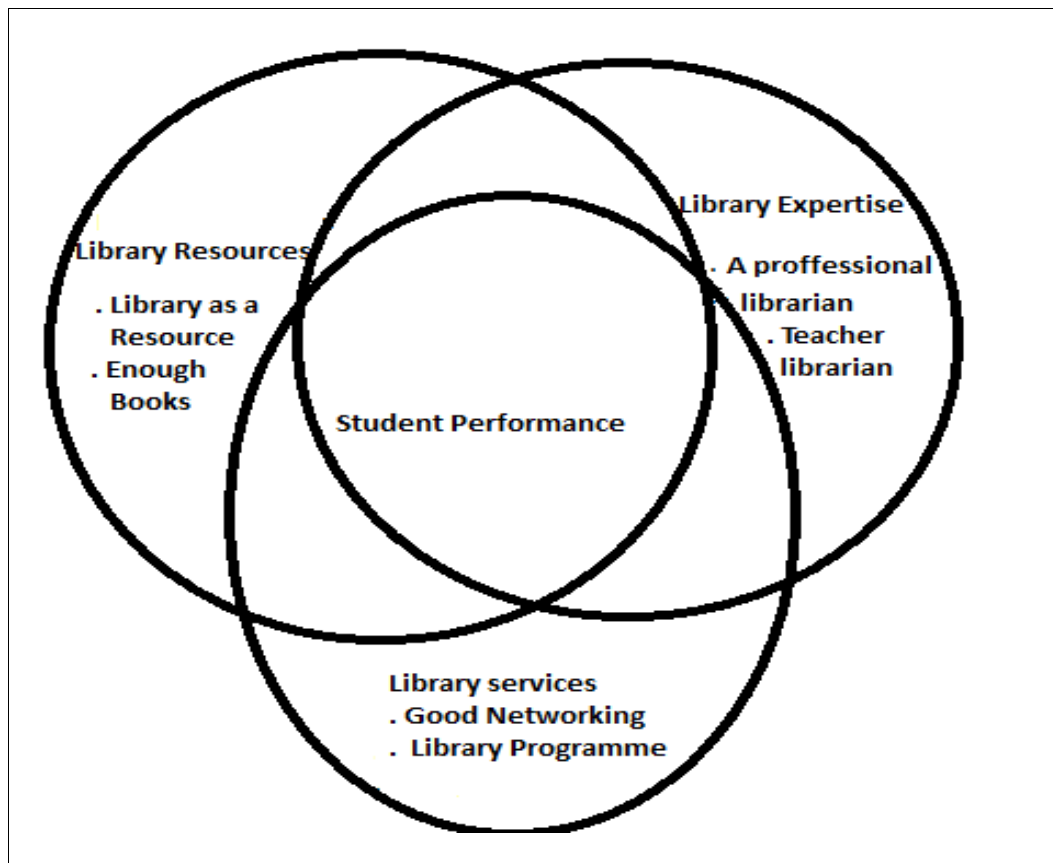 Library Resources
. Library as a
Resource
. Enough
Books
Library Expertise
. A proffessional
librarian
. Teacher
librarian
Student Performance
Library services
. Good Networking
. Library Programme